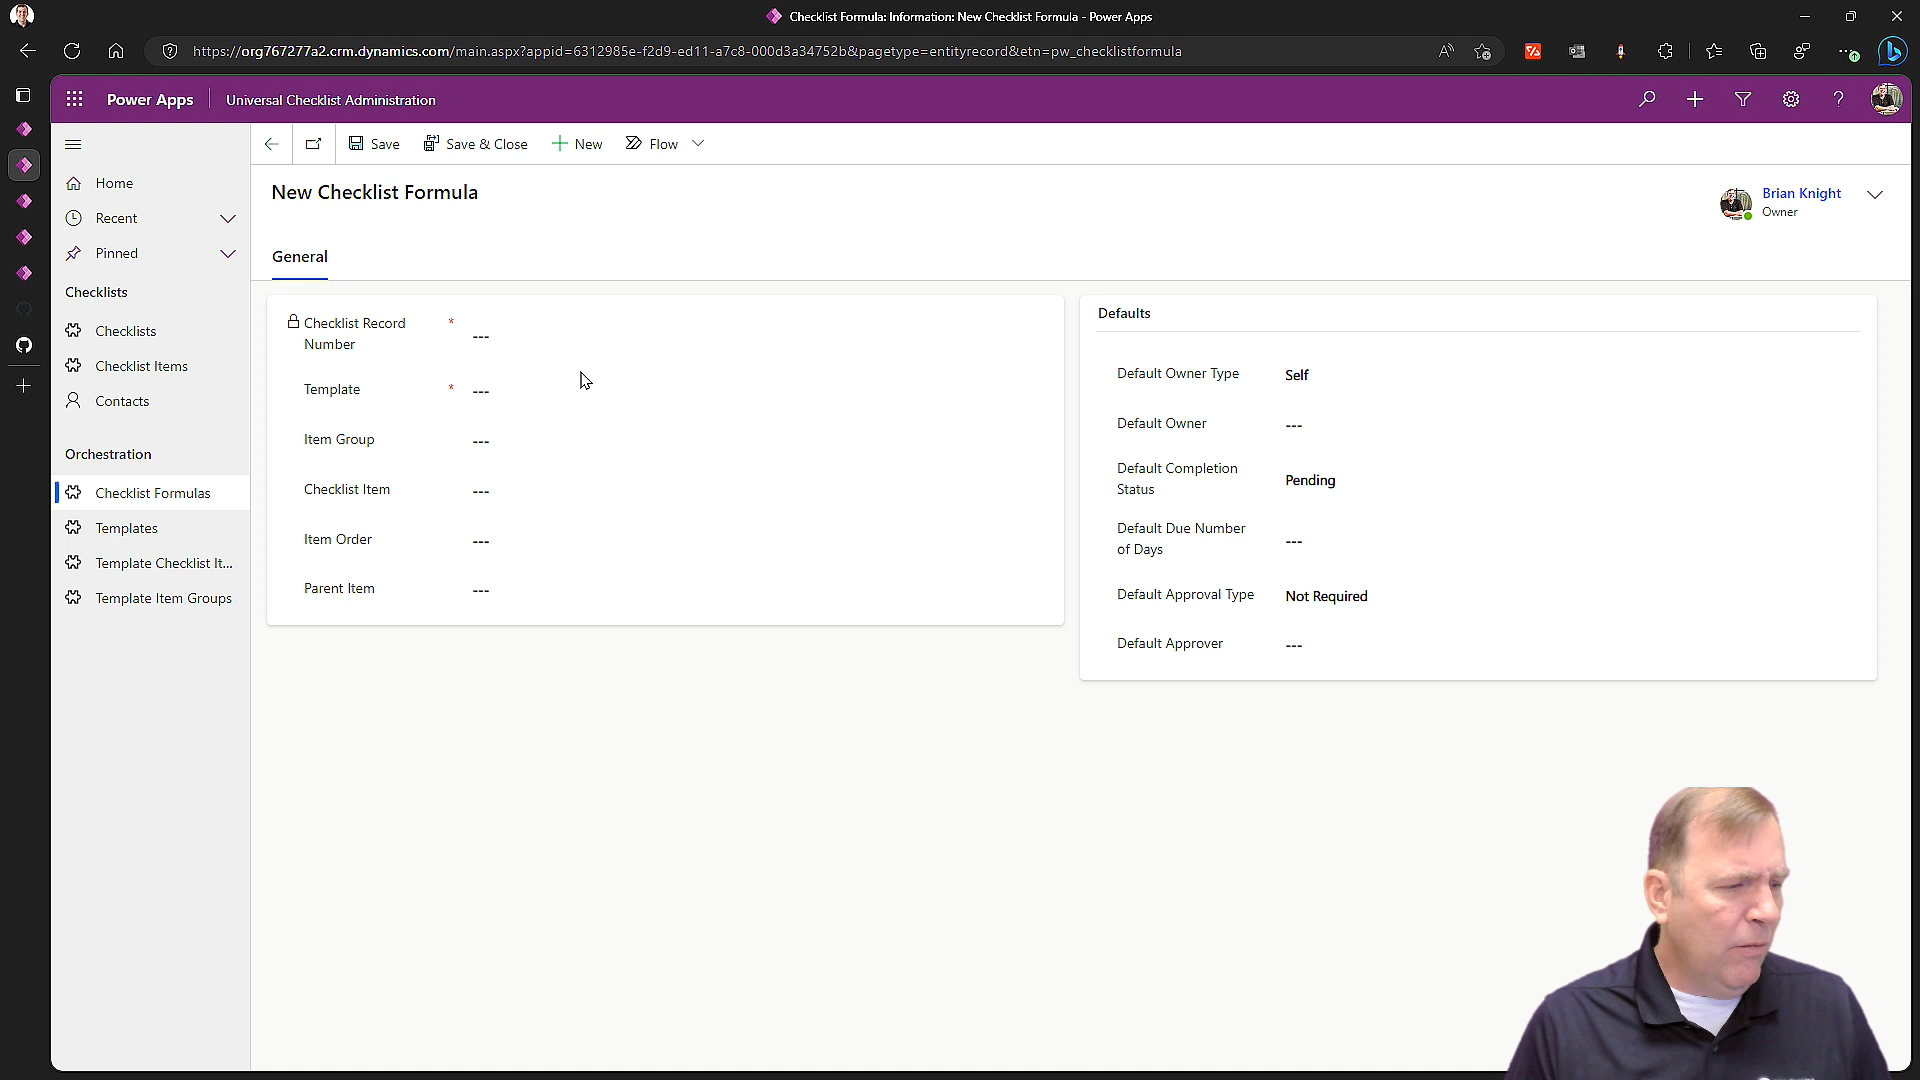 Checklist Formula: Information: New Checklist Formula - Power Apps
https://org767277a2.crm.dynamics.com/main.aspx?appid=6312985e-f2d9-ed11-a7c8-000d3a34752b&pagetype=entityrecord&etn=pw_checklistformula
Power Apps
Universal Checklist Administration
Save
Save & Close
New
Flow
Home
Recent
Pinned
Checklists
Checklists
Checklist Items
Contacts
Orchestration
Checklist Formulas
Templates
Template Checklist It...
Template Item Groups
New Checklist Formula
Brian Knight
Owner
General
Checklist Record
Number
*
---
Template * ---
Item Group ---
Checklist Item ---
Item Order ---
Parent Item ---
Defaults
Default Owner Type Self
Default Owner ---
Default Completion
Status
Pending
Default Due Number
of Days
---
Default Approval Type Not Required
Default Approver ---